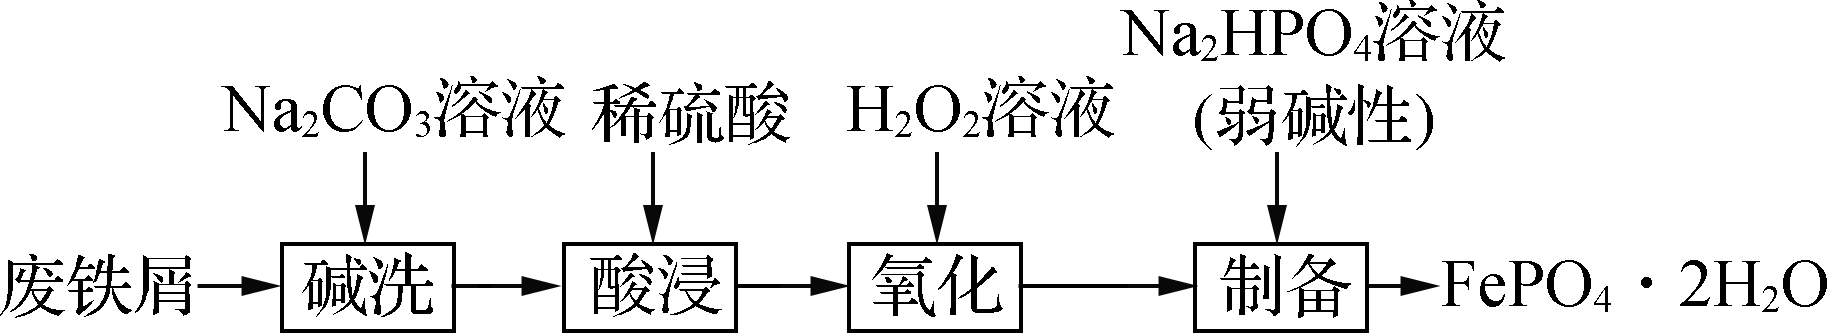 Na₂HPO₄溶液
Na₂CO₃溶液 稀硫酸 H₂O₂溶液 (弱碱性)
废铁屑 碱洗 酸浸 氧化 制备 FePO₄·2H₂O